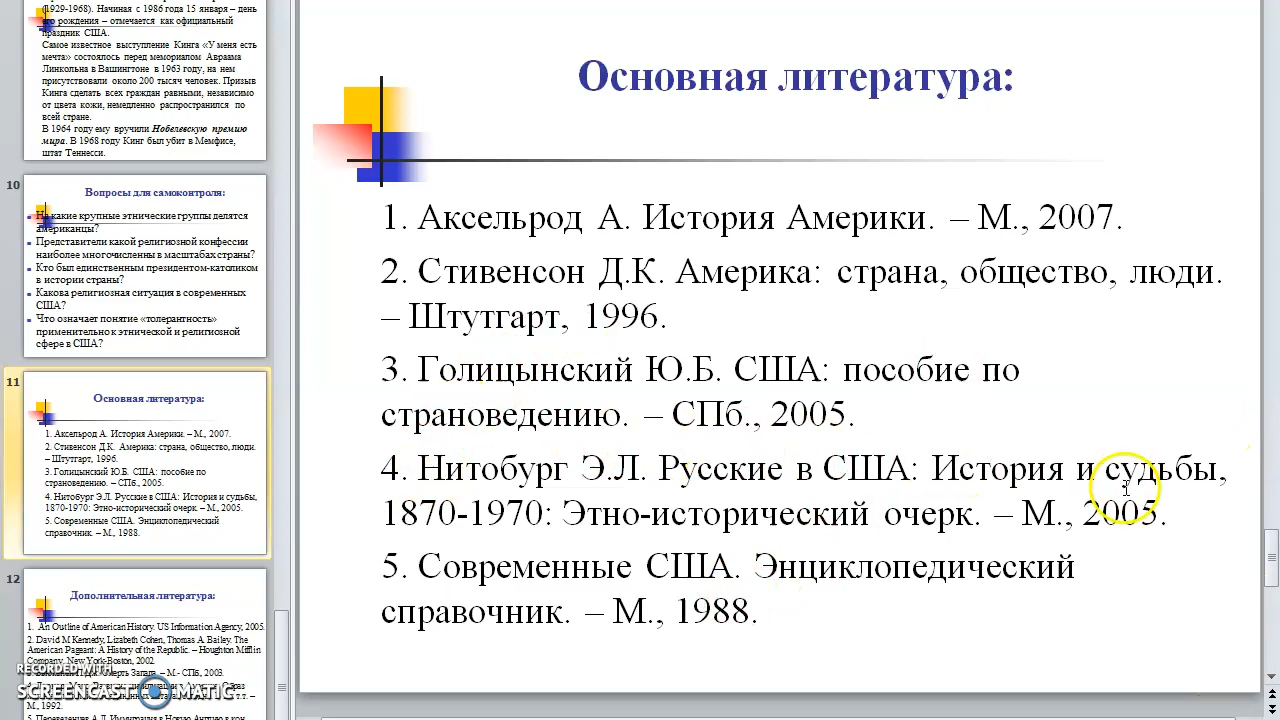 (1929-1968). Начиная с 1986 года 15 января – день
его рождения – отмечается как официальный
праздник США.
Самое известное выступление Кинга «У меня есть
мечта» состоялось перед мемориалом Авраама
Линкольна в Вашингтоне в 1963 году, на нем
присутствовали около 200 тысяч человек. Призыв
Кинга сделать всех граждан равными, независимо
от цвета кожи, немедленно распространился по
всей стране.
В 1964 году ему вручили Нобелевскую премию
мира. В 1968 году Кинг был убит в Мемфисе,
штат Теннесси.
10
Вопросы для самоконтроля:
На какие крупные этнические группы делятся
американцы?
Представители какой религиозной конфессии
наиболее многочисленны в масштабах страны?
Кто был единственным президентом-католиком
в истории страны?
Какова религиозная ситуация в современных
США?
Что означает понятие «толерантность»
применительно к этнической и религиозной
сфере в США?
11
Основная литература:
1. Аксельрод А. История Америки. – М., 2007.
2. Стивенсон Д.К. Америка: страна, общество, люди.
– Штутгарт, 1996.
3. Голицынский Ю.Б. США: пособие по
страноведению. – СПб., 2005.
4. Нитобург Э.Л. Русские в США: История и судьбы,
1870-1970: Этно-исторический очерк. – М., 2005.
5. Современные США. Энциклопедический
справочник. – М., 1988.
12
Дополнительная литература:
1. An Outline of American History. US Information Agency, 2005.
2. David M Kennedy, Lizabeth Cohen, Thomas A. Bailey. The
American Pageant: A History of the Republic. – Houghton Mifflin
Company, New York-Boston, 2002
Запада. – М.- СПб, 2003.
М., 1992.
RECORDED WITH
SCREENCAST MATIC
Основная литература:
1. Аксельрод А. История Америки. – М., 2007.
2. Стивенсон Д.К. Америка: страна, общество, люди.
– Штутгарт, 1996.
3. Голицынский Ю.Б. США: пособие по
страноведению. – СПб., 2005.
4. Нитобург Э.Л. Русские в США: История и судьбы,
1870-1970: Этно-исторический очерк. – М., 2005.
5. Современные США. Энциклопедический
справочник. – М., 1988.